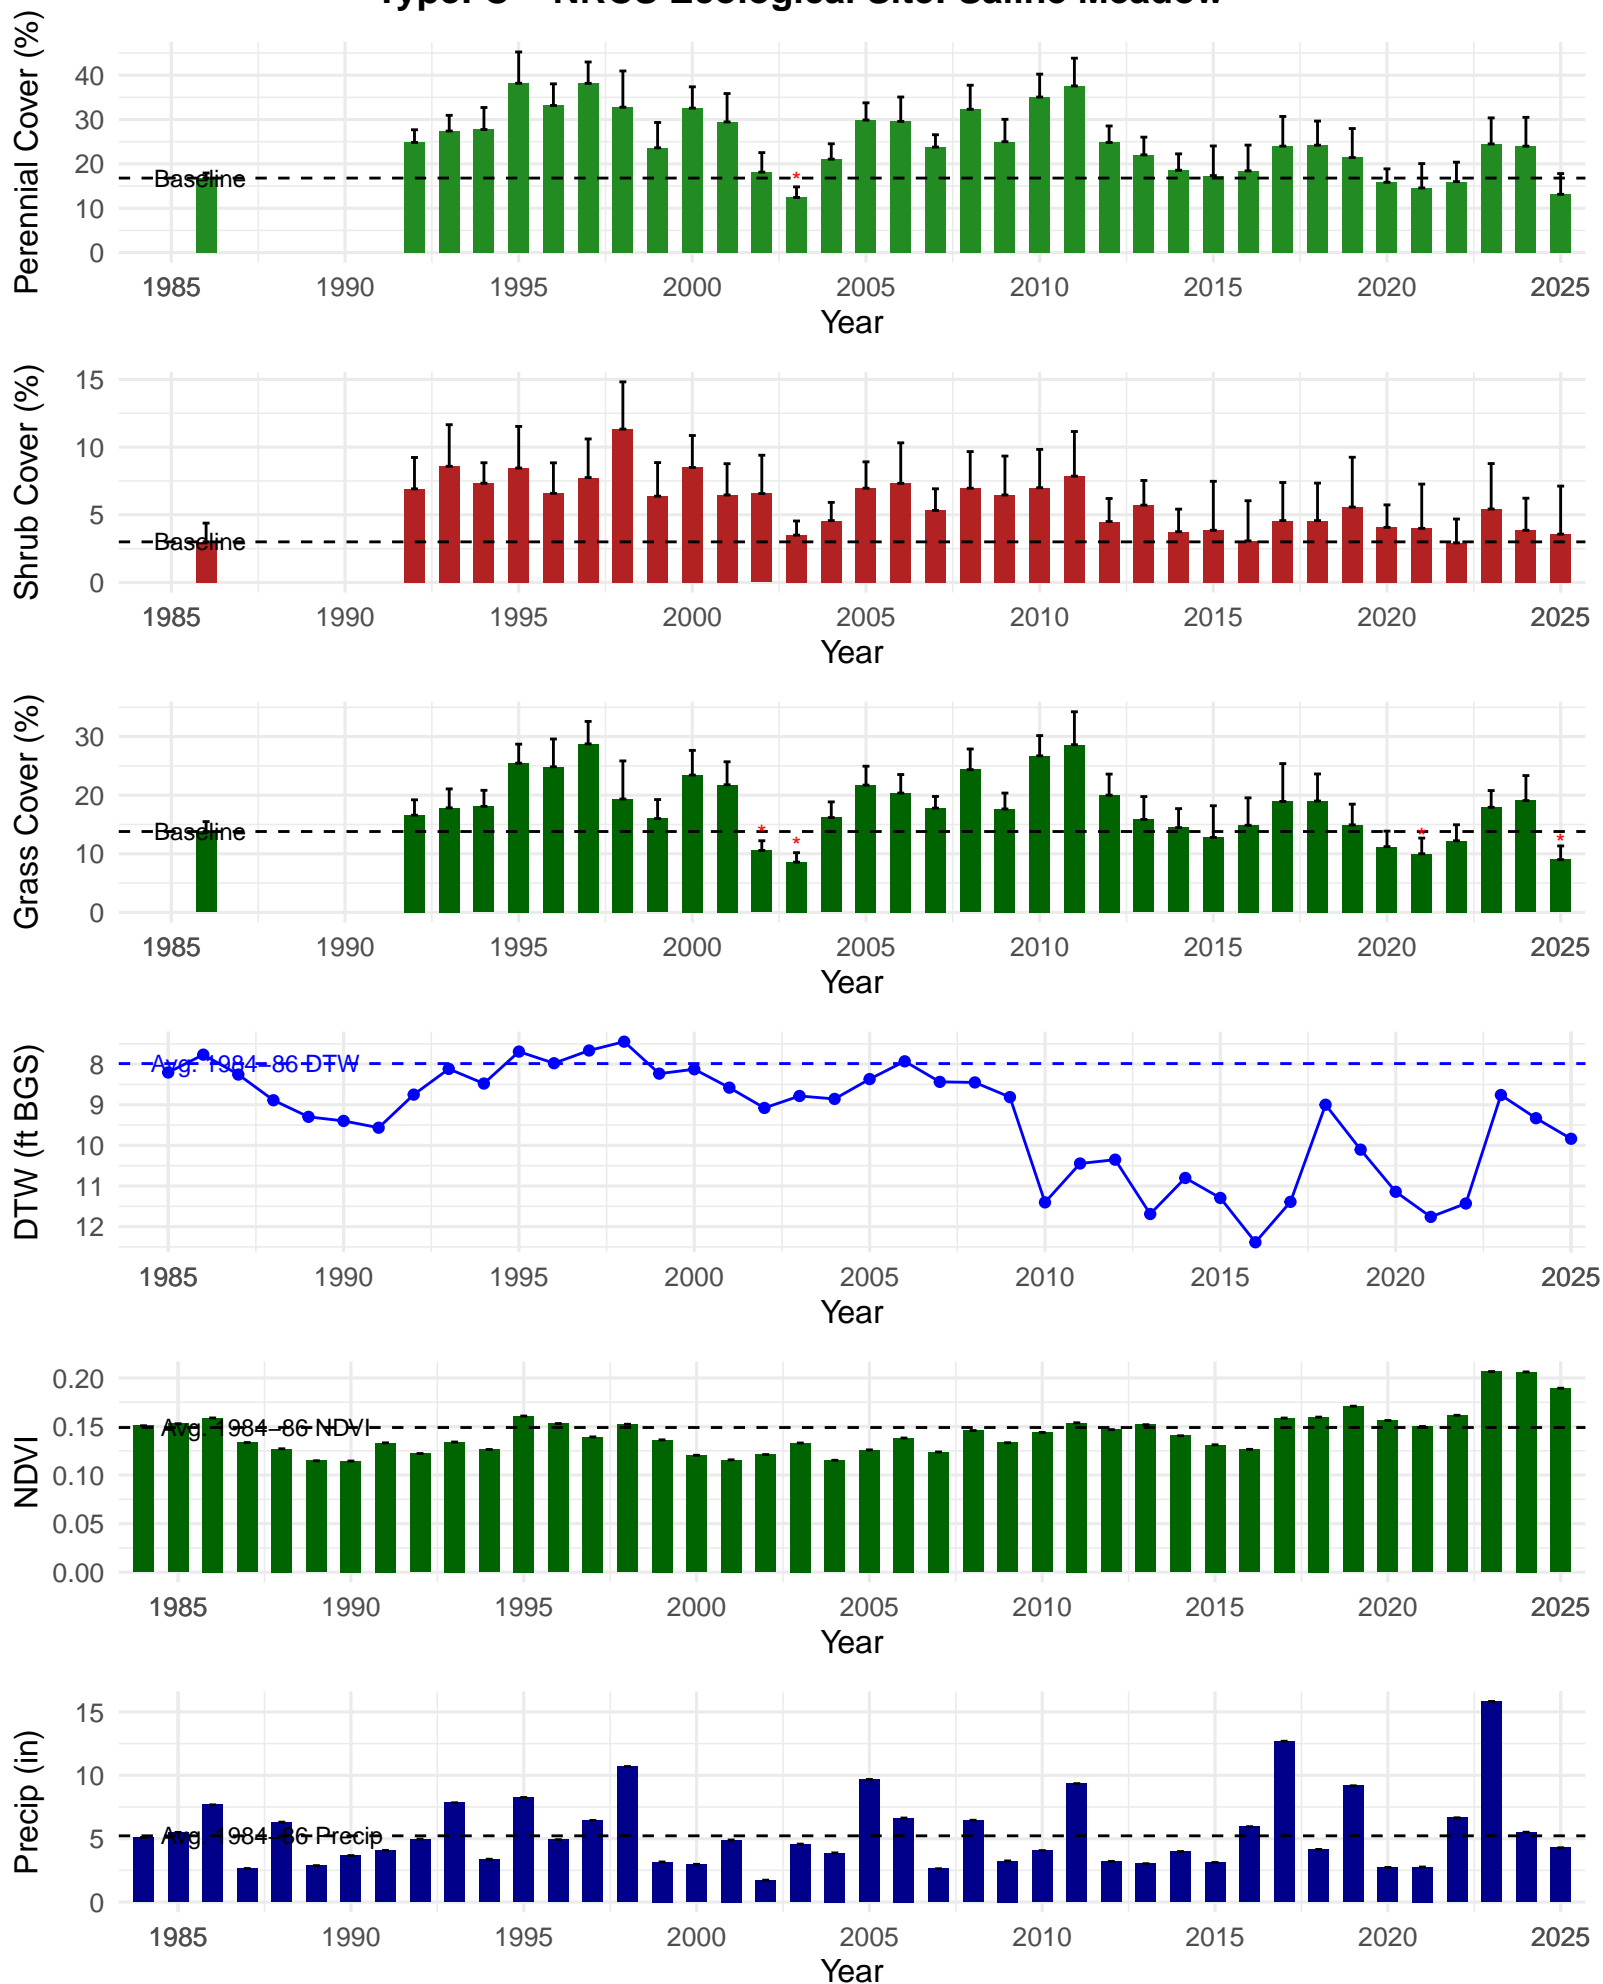 Perennial Cover (%)
40
30
20
10
0
Baseline
*
1985 1990 1995 2000 2005 2010 2015 2020 2025
Year
Shrub Cover (%)
15
10
5
0
Baseline
1985 1990 1995 2000 2005 2010 2015 2020 2025
Year
Grass Cover (%)
30
20
10
0
Baseline
* * * *
1985 1990 1995 2000 2005 2010 2015 2020 2025
Year
DTW (ft BGS)
8
9
10
11
12
Avg. 1984–86 DTW
1985 1990 1995 2000 2005 2010 2015 2020 2025
Year
NDVI
0.20
0.15
0.10
0.05
0.00
Avg. 1984–86 NDVI
1985 1990 1995 2000 2005 2010 2015 2020 2025
Year
Precip (in)
15
10
5
0
Avg. 1984–86 Precip
1985 1990 1995 2000 2005 2010 2015 2020 2025
Year